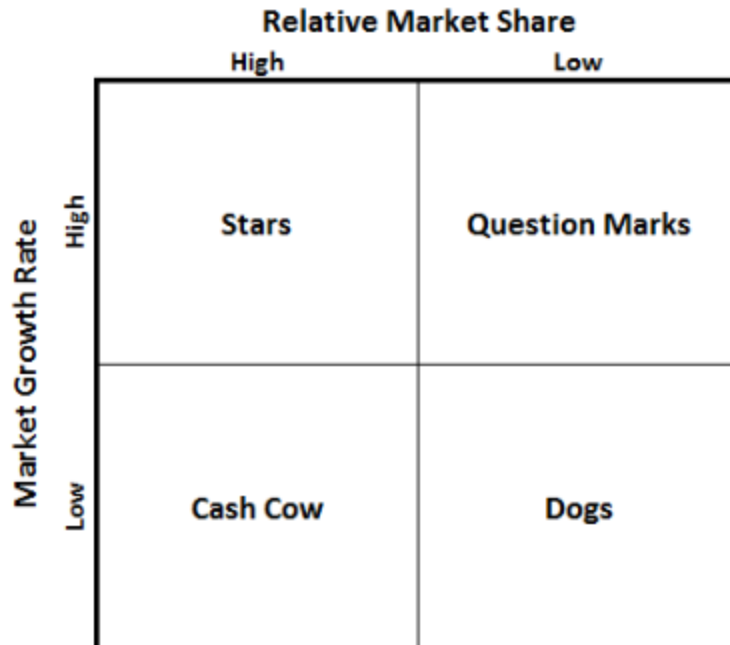 Relative Market Share
High Low
Market Growth Rate
High
Stars Question Marks
Low
Cash Cow Dogs